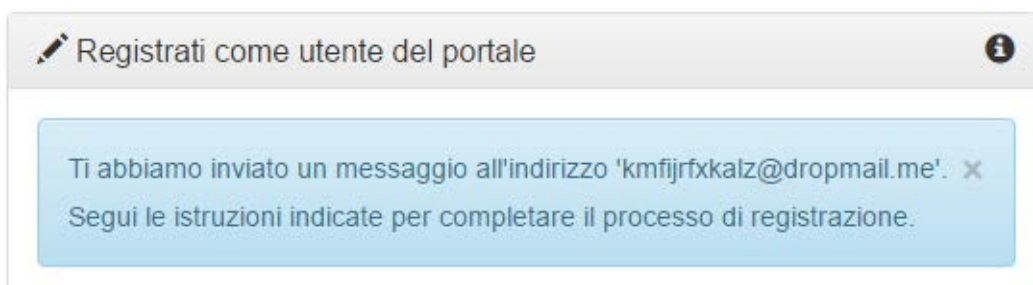 Registrati come utente del portale
Ti abbiamo inviato un messaggio all'indirizzo 'kmfijrfxkalz@dropmail.me'.
Segui le istruzioni indicate per completare il processo di registrazione.